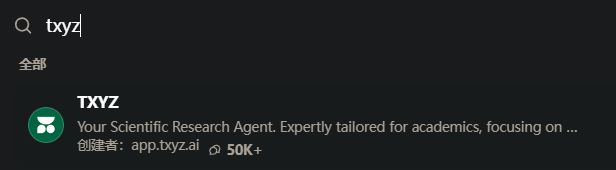 txyz
全部
TXYZ
Your Scientific Research Agent. Expertly tailored for academics, focusing on ...
创建者：app.txyz.ai 50K+